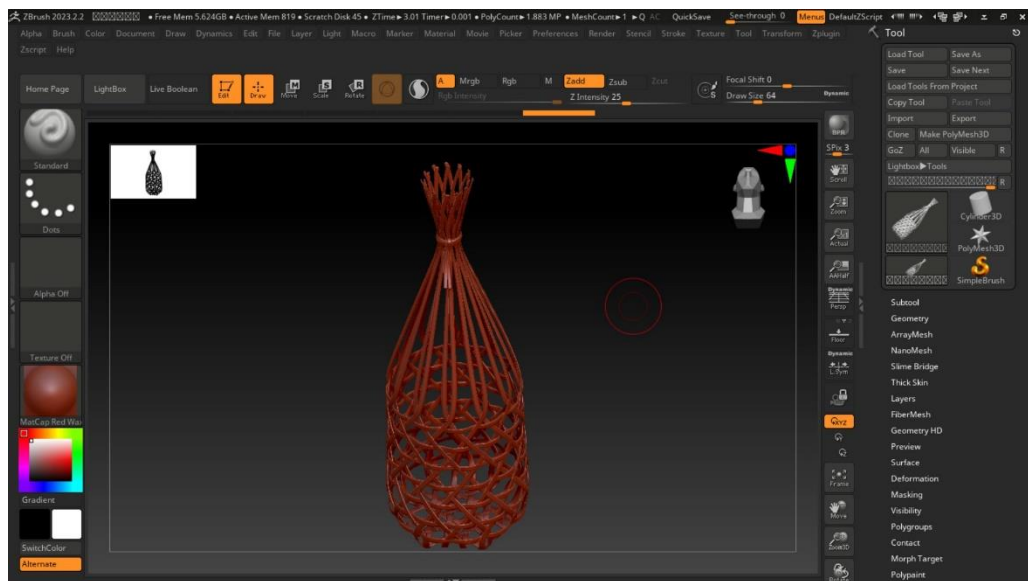 ZBrush 2023.2.2 • Free Mem 5.624GB • Active Mem 819 • Scratch Disk 45 • ZTime▶3.01 Timer▶0.001 • PolyCount▶1.883 MP • MeshCount▶1 AC QuickSave See-through 0 Menus DefaultZScript
Alpha Brush Color Document Draw Dynamics Edit File Layer Light Macro Marker Material Movie Picker Preferences Render Stencil Stroke Texture Tool Transform Zplugin
Zscript Help
Tool
Load Tool Save As
Save Save Next
Load Tools From Project
Copy Tool Paste Tool
Import Export
Clone Make PolyMesh3D
GoZ All Visible R
Lightbox▶Tools
R
Cylinder3D
PolyMesh3D
SimpleBrush
Subtool
Geometry
ArrayMesh
NanoMesh
Slime Bridge
Thick Skin
Layers
FiberMesh
Geometry HD
Preview
Surface
Deformation
Masking
Visibility
Polygroups
Contact
Morph Target
Polypaint
Home Page LightBox Live Boolean Edit Draw Move Scale Rotate
A Mrgb Rgb M Zadd Zsub Zcut
Rgb Intensity Z Intensity 25
S Focal Shift 0
Draw Size 64 Dynamic
Standard
Dots
Alpha Off
Texture Off
MatCap Red Wax
Gradient
SwitchColor
Alternate
BPR
SPix 3
Scroll
Zoom
Actual
AAHalf
Dynamic
Persp
Floor
Dynamic
L.Sym
XYZ
Frame
Move
Zoom3D